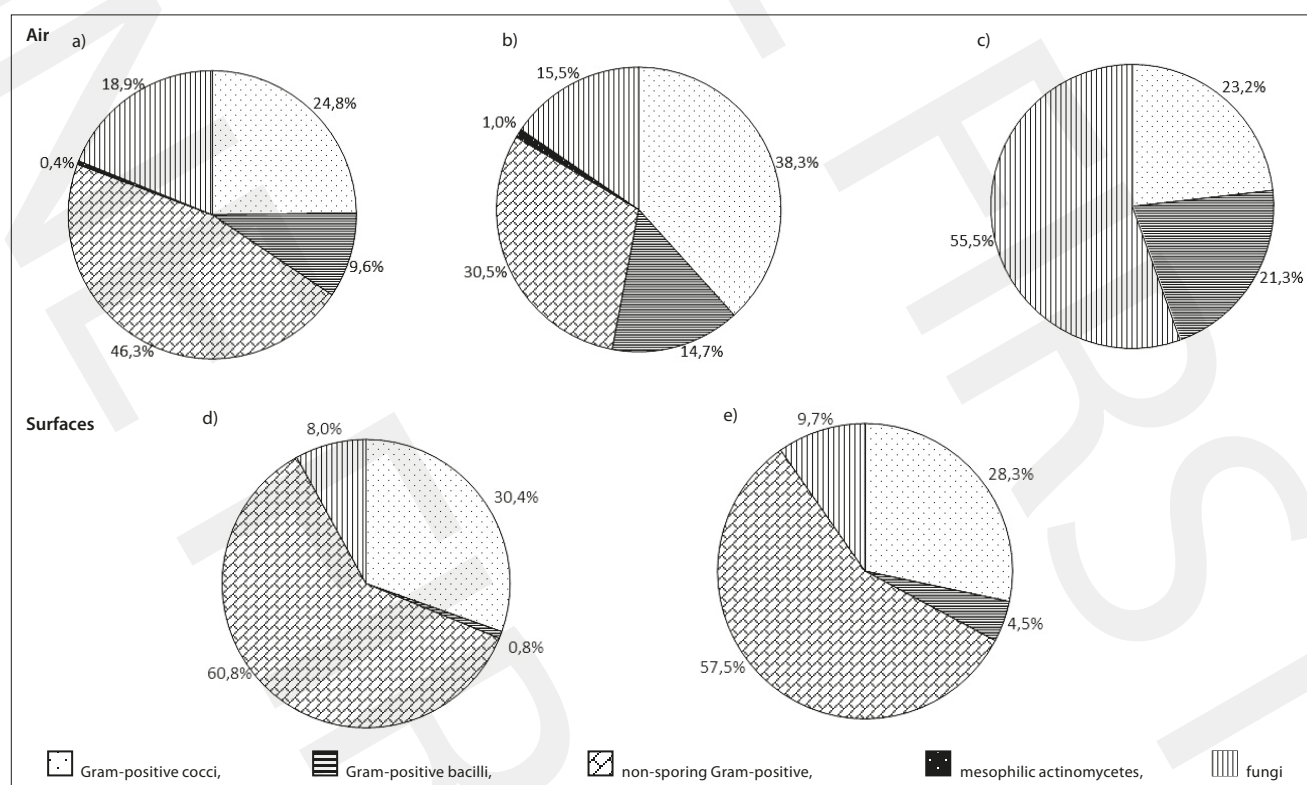 Air
a)
18,9%
24,8%
0,4%
9,6%
46,3%
b)
15,5%
1,0%
38,3%
30,5%
14,7%
c)
23,2%
55,5%
21,3%
Surfaces
d)
8,0%
30,4%
0,8%
60,8%
e)
9,7%
28,3%
4,5%
57,5%
Gram-positive cocci, Gram-positive bacilli, non-sporing Gram-positive, mesophilic actinomycetes, fungi